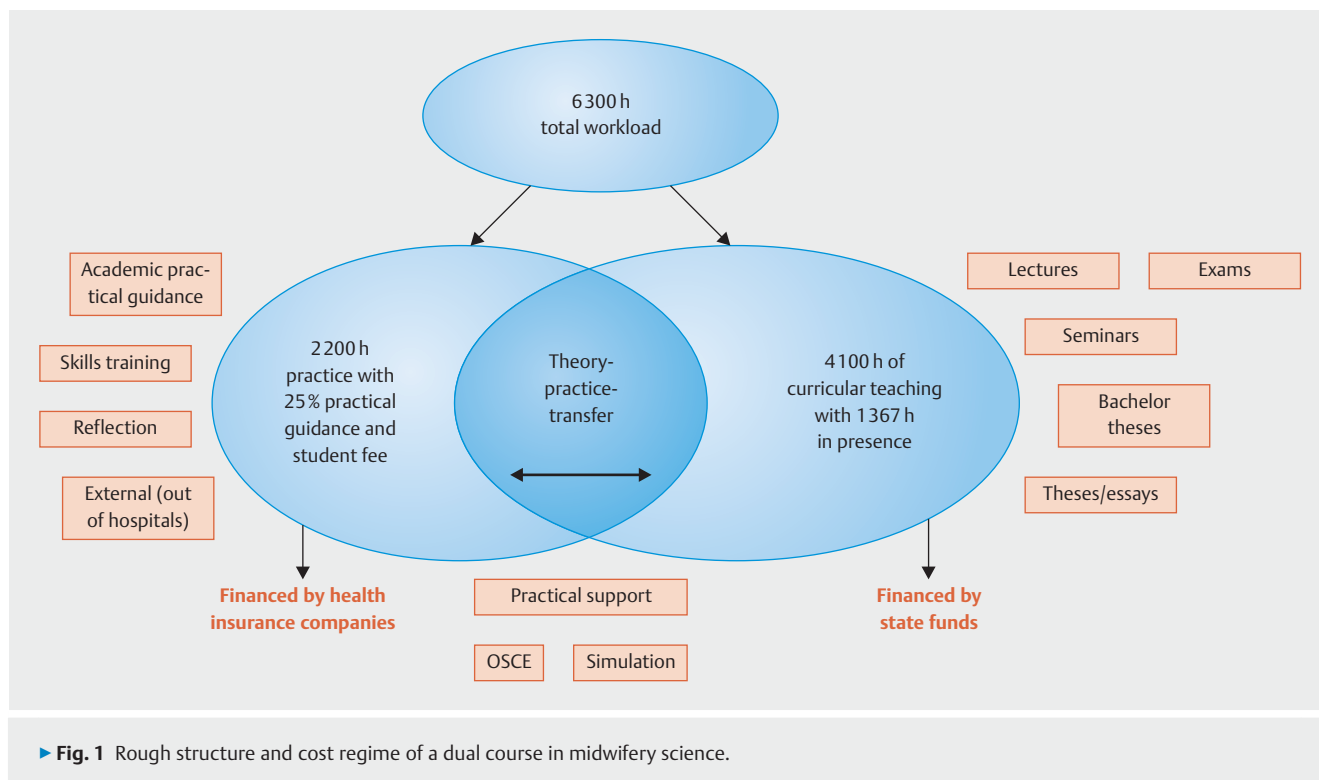 6300 h
total workload
Academic prac-
tical guidance
Skills training
Reflection
External (out
of hospitals)
2200 h
practice with
25% practical
guidance and
student fee
Theory-
practice-
transfer
4100 h of
curricular teaching
with 1367 h
in presence
Lectures
Exams
Seminars
Bachelor
theses
Theses/essays
Financed by health
insurance companies
Practical support
OSCE
Simulation
Financed by
state funds
▶ Fig. 1 Rough structure and cost regime of a dual course in midwifery science.